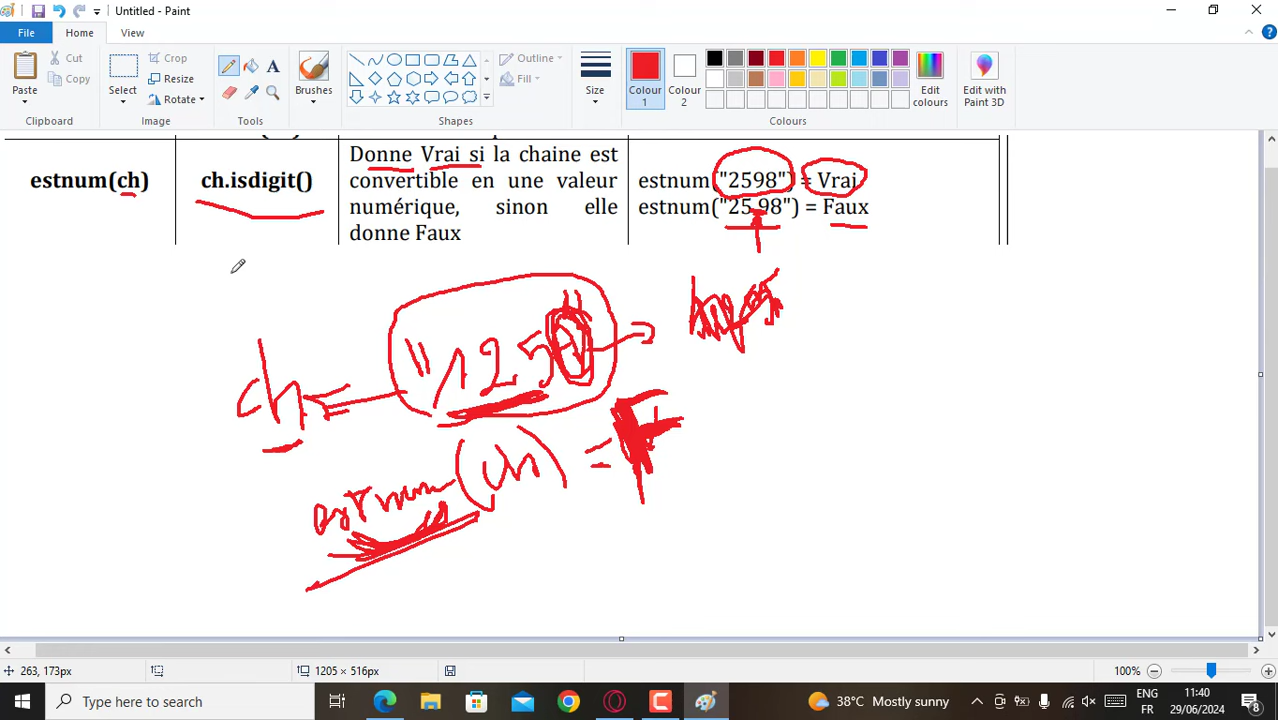 Untitled - Paint
File
Home
View
Paste
Cut
Copy
Clipboard
Select
Crop
Resize
Rotate
Image
A
Tools
Brushes
Outline
Fill
Shapes
Size
Colour 1
Colour 2
Edit colours
Edit with Paint 3D
Colours
estnum(ch)
ch.isdigit()
Donne Vrai si la chaine est
convertible en une valeur
numérique, sinon elle
donne Faux
estnum("2598") = Vrai
estnum("25.98") = Faux
ch =
estnum (ch) = F
263, 173px
1205 × 516px
100%
Type here to search
38°C Mostly sunny
ENG
FR
11:40
29/06/2024
8